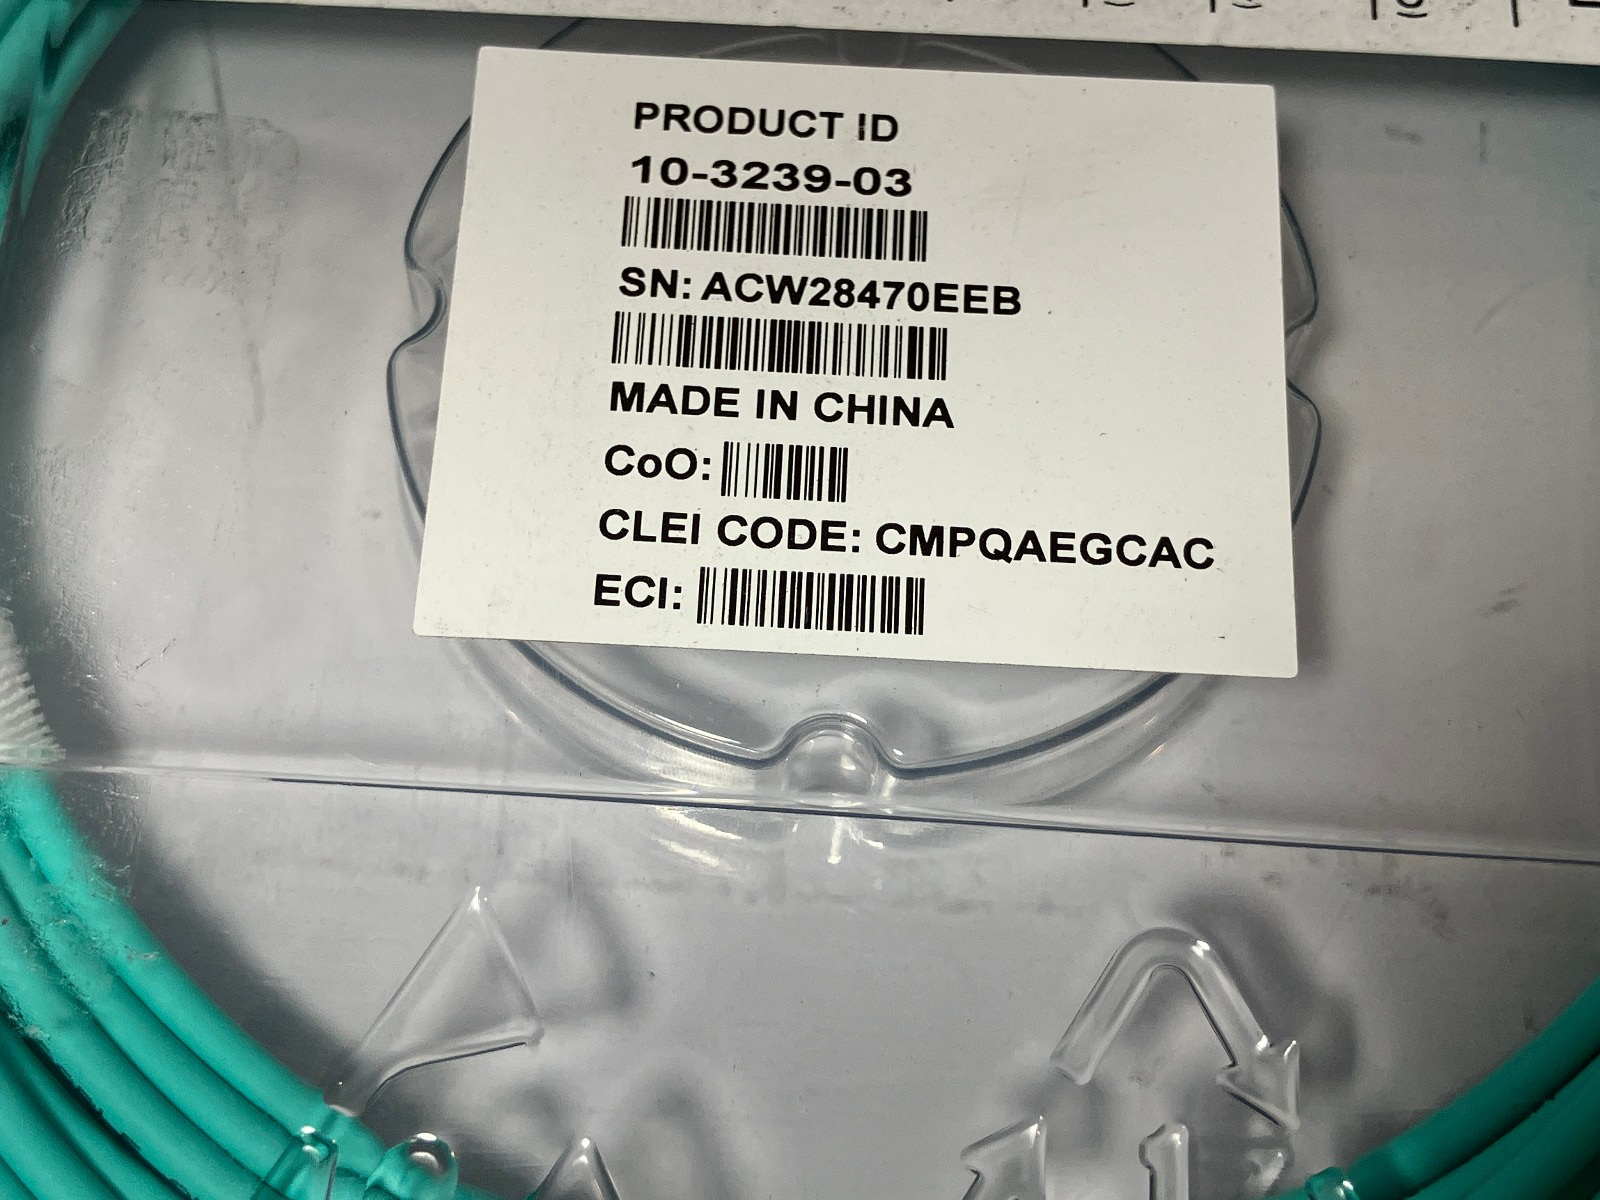 PRODUCT ID
10-3239-03
SN: ACW28470EEB
MADE IN CHINA
CoO:
CLEI CODE: CMPQAEGCAC
ECI: